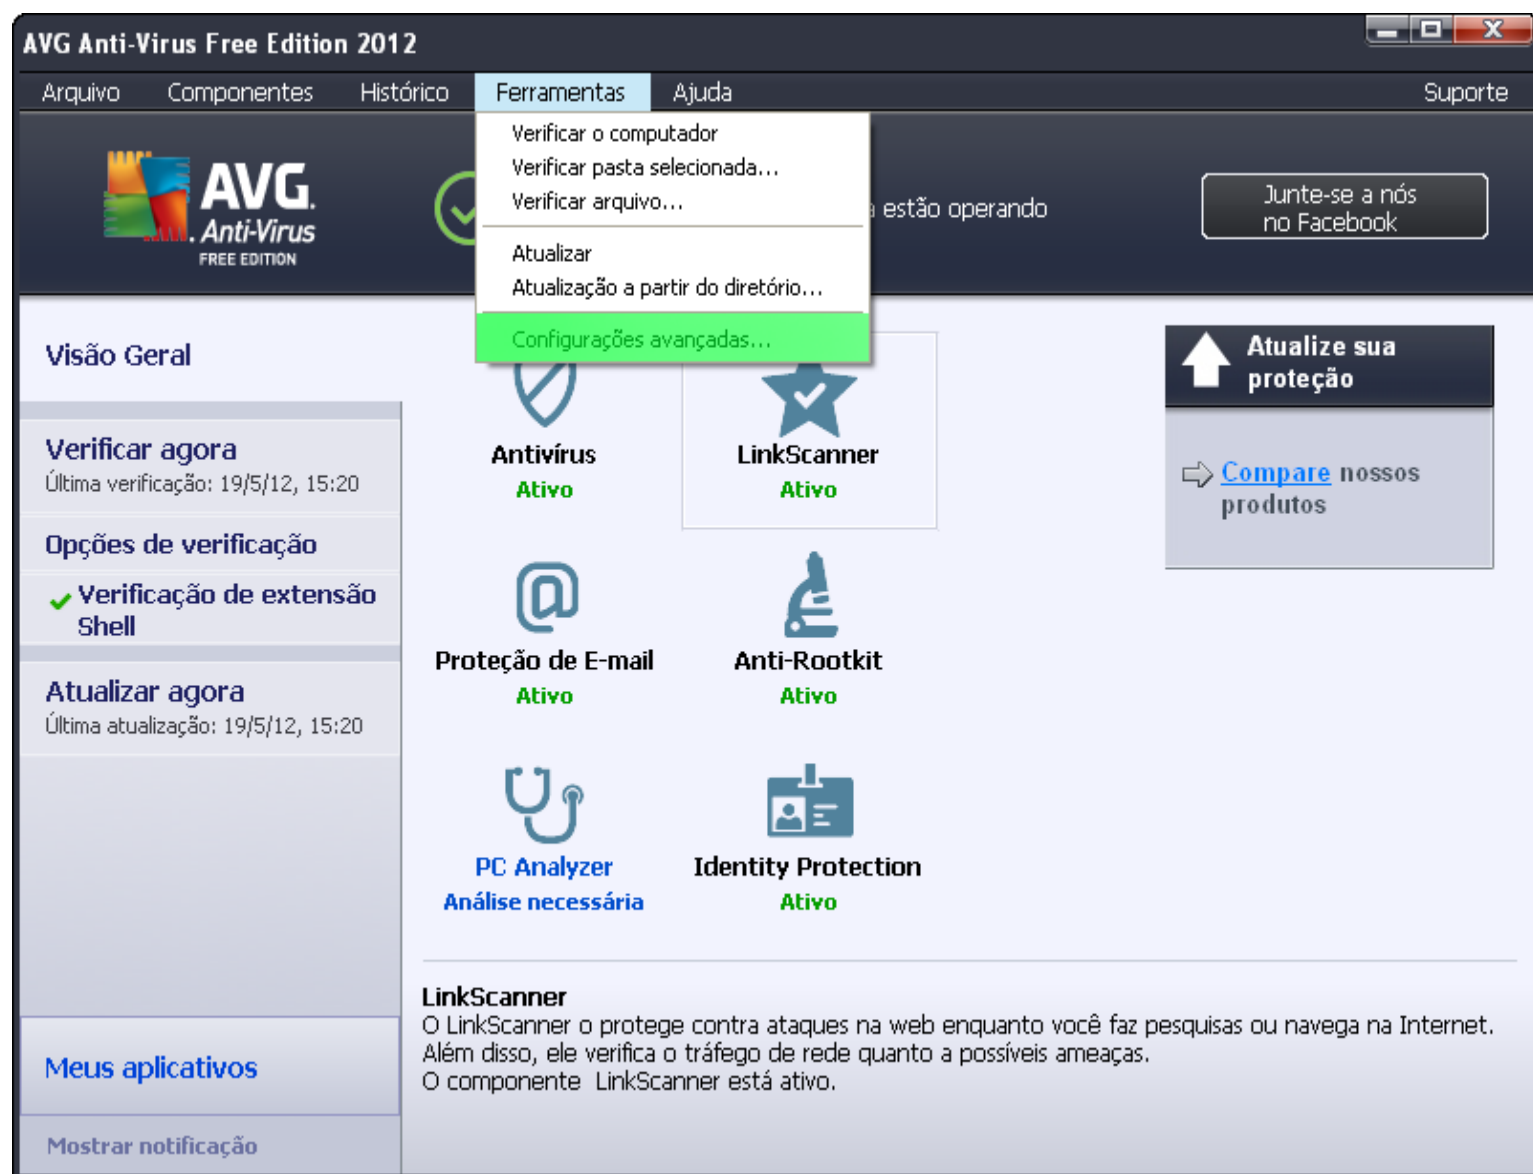 AVG Anti-Virus Free Edition 2012
Arquivo Componentes Histórico Ferramentas Ajuda Suporte
Verificar o computador
Verificar pasta selecionada...
Verificar arquivo...
Atualizar
Atualização a partir do diretório...
Configurações avançadas...
AVG.
Anti-Virus
FREE EDITION
estão operando
Junte-se a nós
no Facebook
Visão Geral
Verificar agora
Última verificação: 19/5/12, 15:20
Opções de verificação
Verificação de extensão
Shell
Atualizar agora
Última atualização: 19/5/12, 15:20
Meus aplicativos
Mostrar notificação
Antivírus
Ativo
LinkScanner
Ativo
Proteção de E-mail
Ativo
Anti-Rootkit
Ativo
PC Analyzer
Análise necessária
Identity Protection
Ativo
Atualize sua
proteção
Compare nossos
produtos
LinkScanner
O LinkScanner o protege contra ataques na web enquanto você faz pesquisas ou navega na Internet.
Além disso, ele verifica o tráfego de rede quanto a possíveis ameaças.
O componente LinkScanner está ativo.